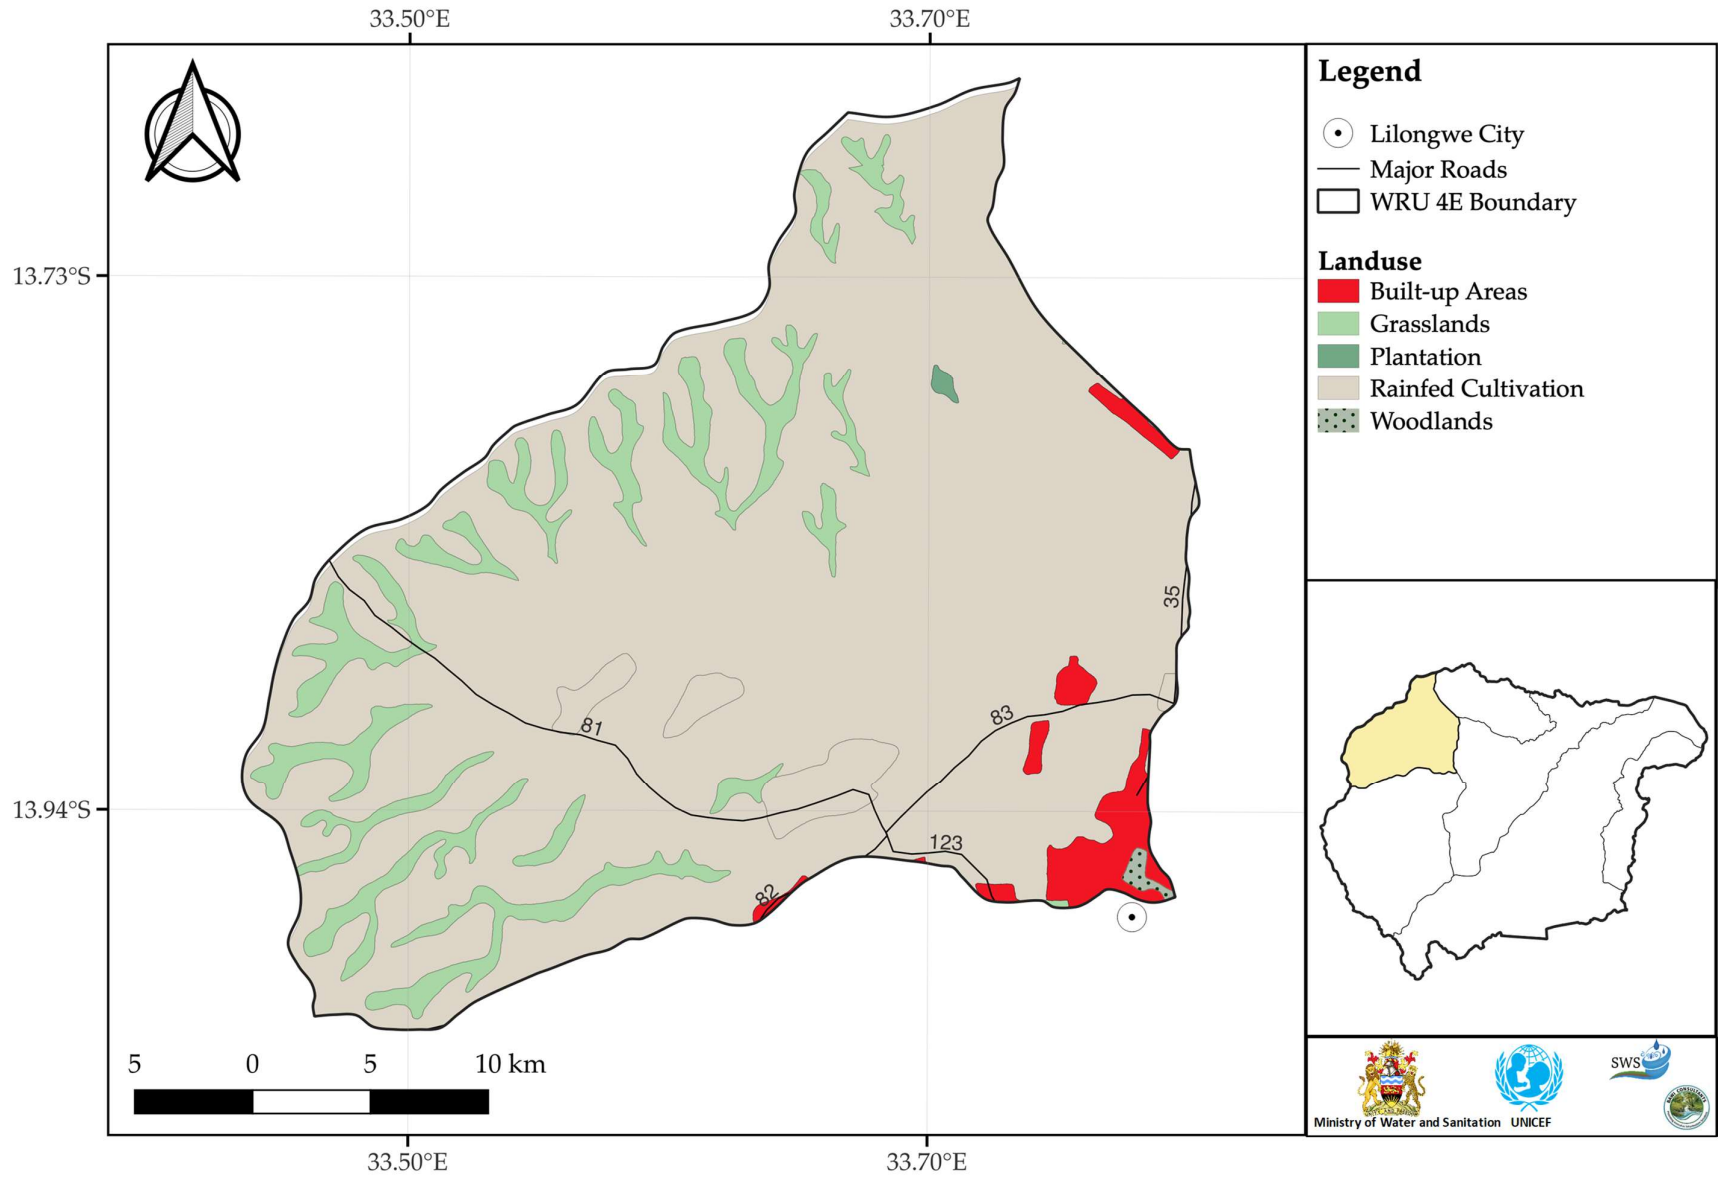 33.50°E 33.70°E
Legend
Lilongwe City
Major Roads
WRU 4E Boundary
13.73°S
Landuse
Built-up Areas
Grasslands
Plantation
Rainfed Cultivation
Woodlands
35
83
81
13.94°S
123
82
5 0 5 10 km
SWS
Ministry of Water and Sanitation UNICEF
33.50°E 33.70°E